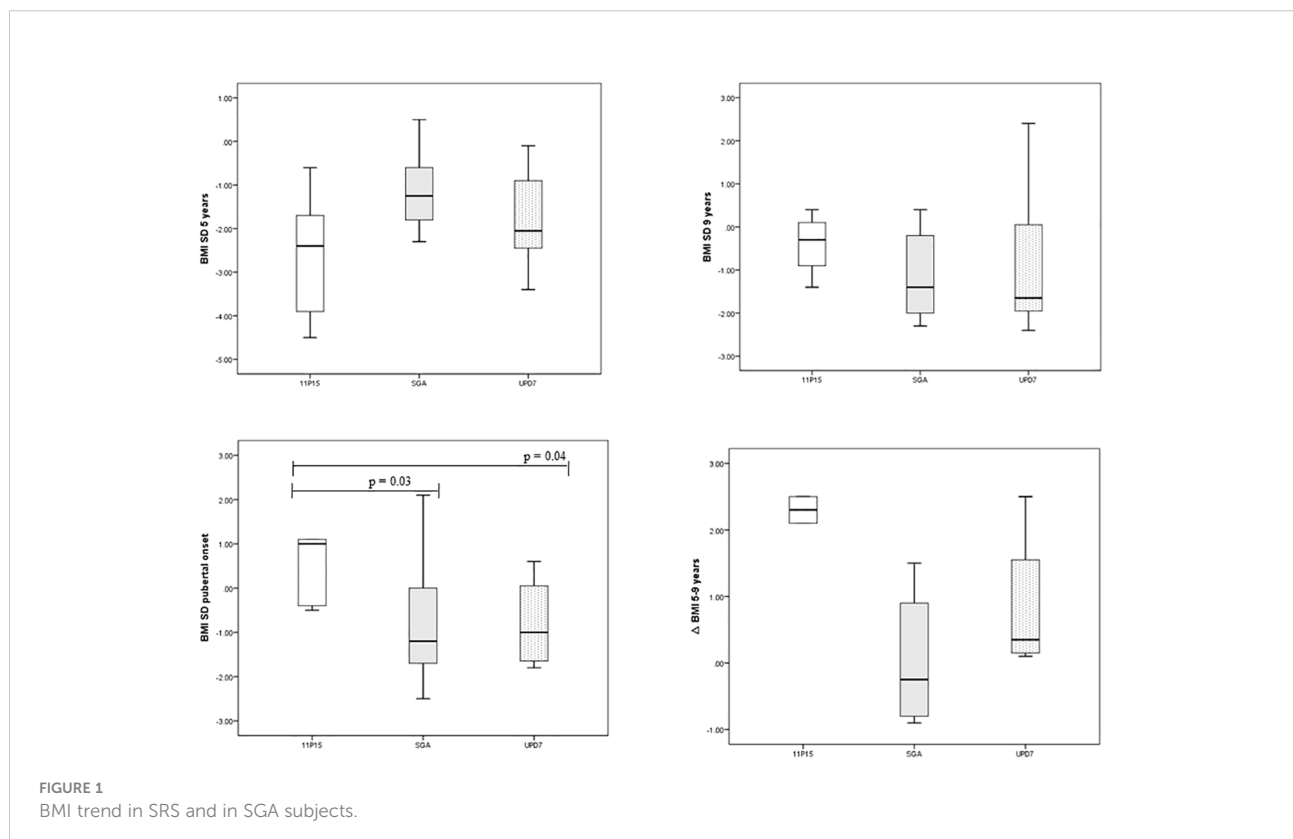 1.00
.00
-1.00
-2.00
-3.00
-4.00
-5.00
BMI SD 5 years
11P15 SGA UPD7
3.00
2.00
1.00
.00
-1.00
-2.00
-3.00
BMI SD 9 years
11P15 SGA UPD7
3.00
2.00
1.00
.00
-1.00
-2.00
-3.00
BMI SD pubertal onset
p = 0.04
p = 0.03
11P15 SGA UPD7
3.00
2.00
1.00
.00
-1.00
Δ BMI 5-9 years
11P15 SGA UPD7
FIGURE 1
BMI trend in SRS and in SGA subjects.